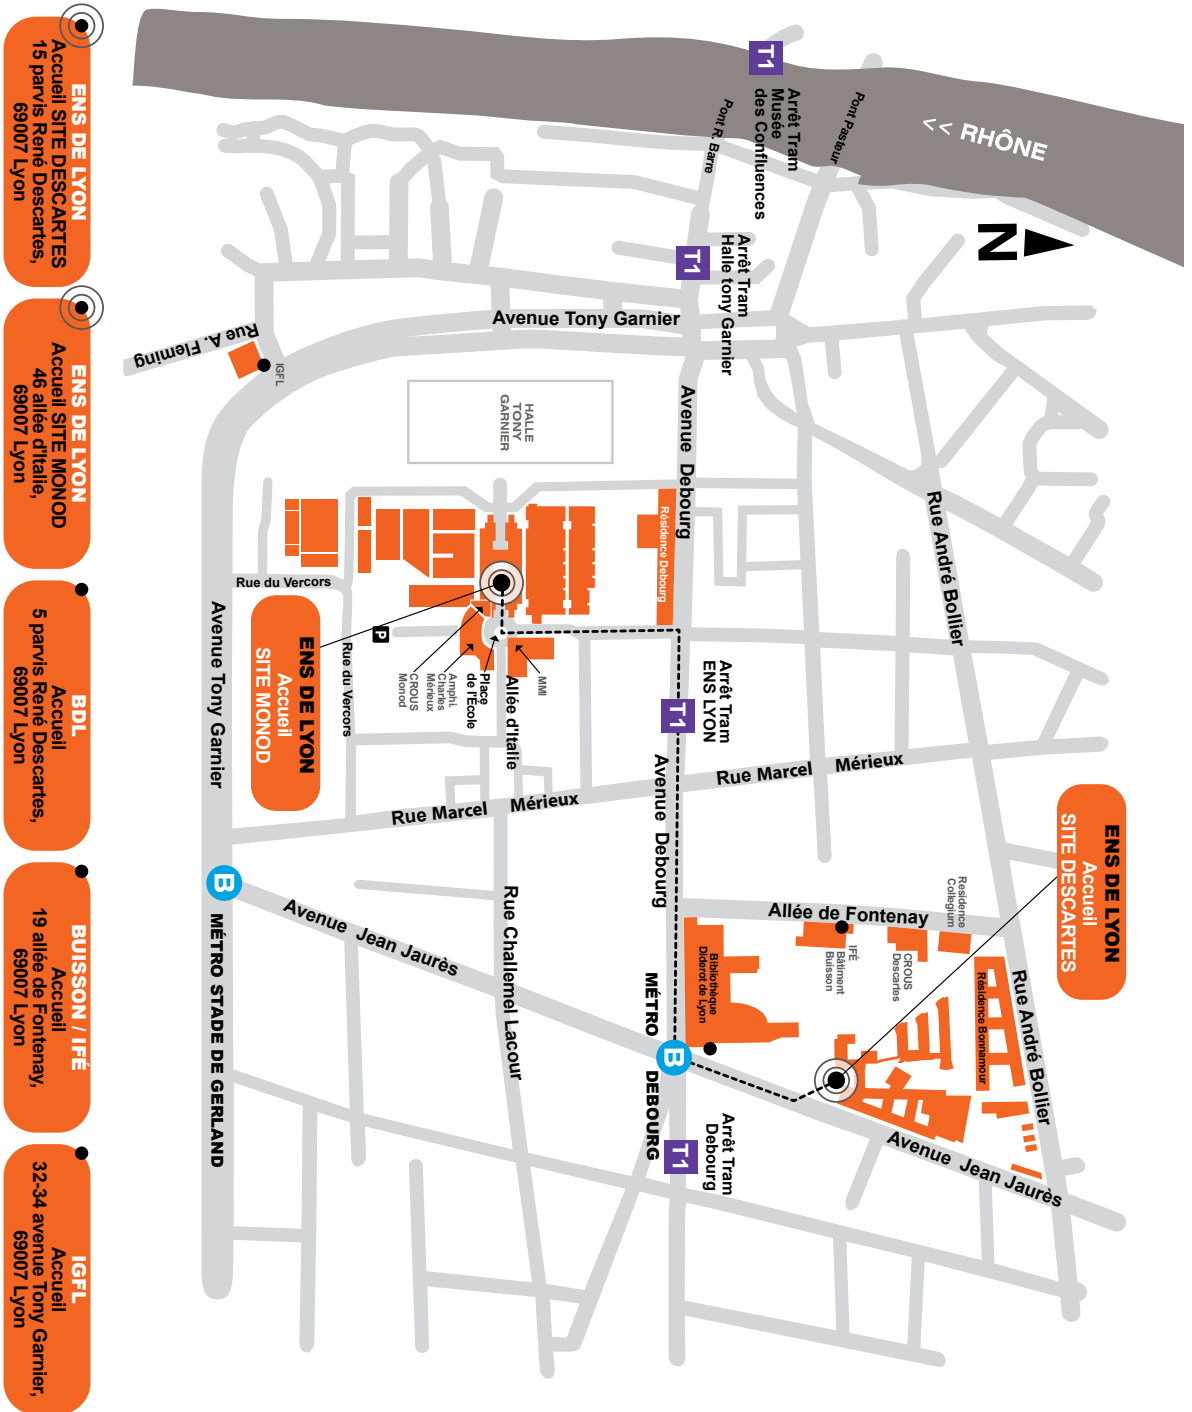 ENS DE LYON
Accueil SITE DESCARTES
15 parvis René Descartes,
69007 Lyon
ENS DE LYON
Accueil SITE MONOD
46 allée d'Italie,
69007 Lyon
BDL
Accueil
5 parvis René Descartes,
69007 Lyon
BUISSON / IFÉ
Accueil
19 allée de Fontenay,
69007 Lyon
IGFL
Accueil
32-34 avenue Tony Garnier,
69007 Lyon
<< RHÔNE
N
T1
Arrêt Tram
Musée
des Confluences
Pont Pasteur
Pont R. Barre
T1
Arrêt Tram
Halle tony Garnier
Avenue Tony Garnier
Rue A. Fleming
IGFL
HALLE
TONY
GARNIER
Avenue Debourg
Résidence Debourg
Rue André Bollier
Rue du Vercors
Rue du Vercors
P
ENS DE LYON
Accueil
SITE MONOD
MMI
Allée d'Italie
Place
de l'École
Amphi.
Charles
Mérieux
CROUS
Monod
Arrêt Tram
ENS LYON
T1
Avenue Tony Garnier
Rue Marcel Mérieux
Rue Marcel Mérieux
Avenue Debourg
ENS DE LYON
Accueil
SITE DESCARTES
Allée de Fontenay
Residence
Collegium
CROUS
Descartes
IFÉ
Bâtiment
Buisson
Bibliothèque
Diderot de Lyon
Résidence Bonnamour
Rue André Bollier
B
MÉTRO STADE DE GERLAND
Avenue Jean Jaurès
Rue Challemel Lacour
MÉTRO
B
DEBOURG
T1
Arrêt Tram
Debourg
Avenue Jean Jaurès